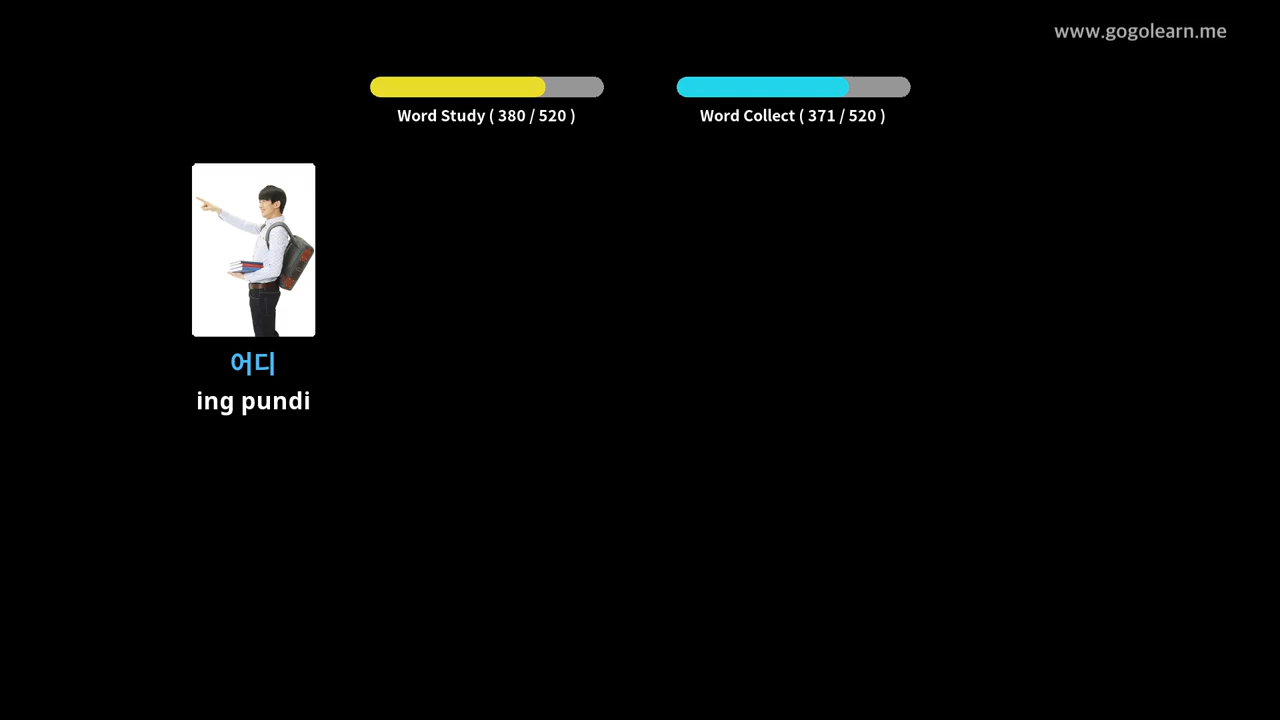 www.gogolearn.me
Word Study ( 380 / 520 )
Word Collect ( 371 / 520 )
어디
ing pundi